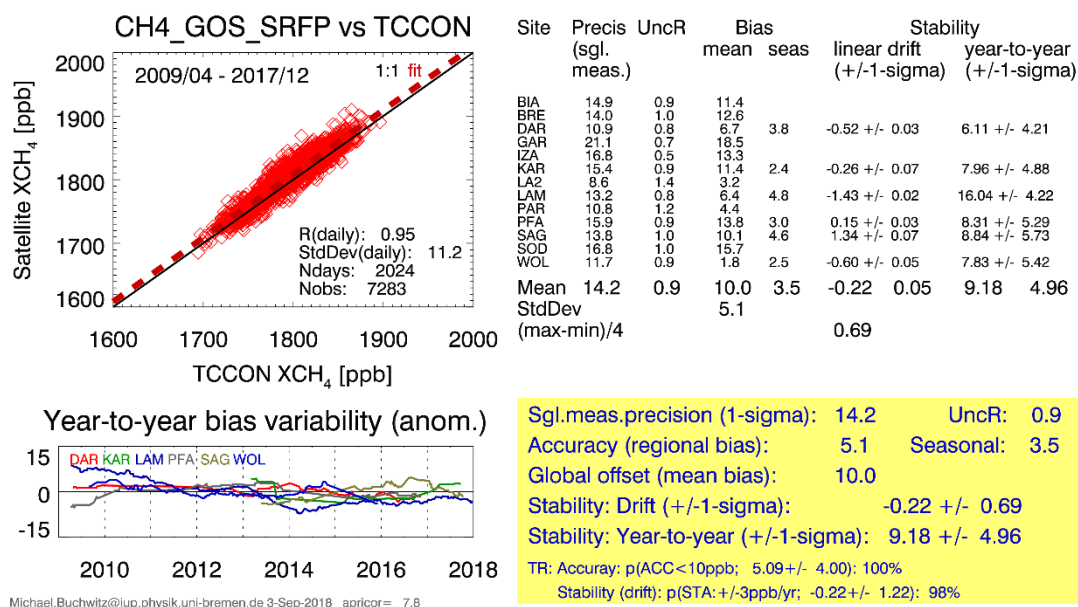 CH4_GOS_SRFP vs TCCON
2009/04 - 2017/12
1:1 fit
Satellite XCH4 [ppb]
2000
1900
1800
1700
1600
R(daily): 0.95
StdDev(daily): 11.2
Ndays: 2024
Nobs: 7283
1600 1700 1800 1900 2000
TCCON XCH4 [ppb]
Site Precis UncR Bias Stability
(sgl. mean seas linear drift year-to-year
meas.) (+/-1-sigma) (+/-1-sigma)
BIA 14.9 0.9 11.4
BRE 14.0 1.0 12.6
DAR 10.9 0.8 6.7 3.8 -0.52 +/- 0.03 6.11 +/- 4.21
GAR 21.1 0.7 18.5
IZA 16.8 0.5 13.3
KAR 15.4 0.9 11.4 2.4 -0.26 +/- 0.07 7.96 +/- 4.88
LA2 8.6 1.4 3.2
LAM 13.2 0.8 6.4 4.8 -1.43 +/- 0.02 16.04 +/- 4.22
PAR 10.8 1.2 4.4
PFA 15.9 0.9 13.8 3.0 0.15 +/- 0.03 8.31 +/- 5.29
SAG 13.8 1.0 10.1 4.6 1.34 +/- 0.07 8.84 +/- 5.73
SOD 16.8 1.0 15.7
WOL 11.7 0.9 1.8 2.5 -0.60 +/- 0.05 7.83 +/- 5.42
Mean 14.2 0.9 10.0 3.5 -0.22 0.05 9.18 4.96
StdDev 5.1
(max-min)/4 0.69
Year-to-year bias variability (anom.)
15
0
-15
DAR KAR LAM PFA SAG WOL
2010 2012 2014 2016 2018
Michael.Buchwitz@iup.physik.uni-bremen.de 3-Sep-2018 apricor= 7.8
Sgl.meas.precision (1-sigma): 14.2 UncR: 0.9
Accuracy (regional bias): 5.1 Seasonal: 3.5
Global offset (mean bias): 10.0
Stability: Drift (+/-1-sigma): -0.22 +/- 0.69
Stability: Year-to-year (+/-1-sigma): 9.18 +/- 4.96
TR: Accuray: p(ACC<10ppb; 5.09+/- 4.00): 100%
Stability (drift): p(STA:+/-3ppb/yr; -0.22+/- 1.22): 98%